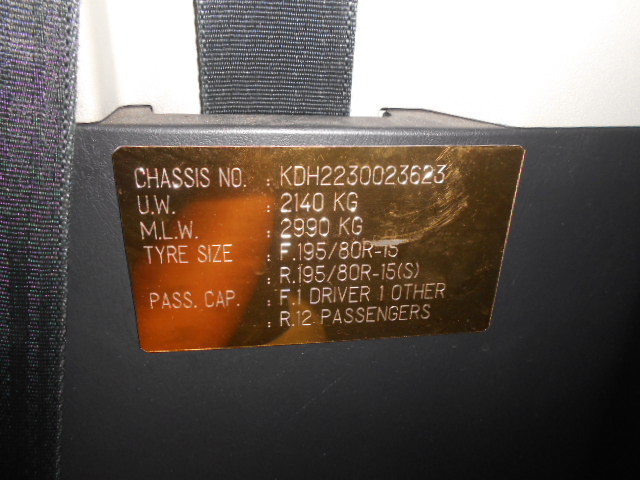 CHASSIS NO. : KDH2230023623
U.W. : 2140 KG
M.L.W. : 2990 KG
TYRE SIZE : F.195/80R-15
: R.195/80R-15(S)
PASS. CAP. : F.1 DRIVER 1 OTHER
: R.12 PASSENGERS